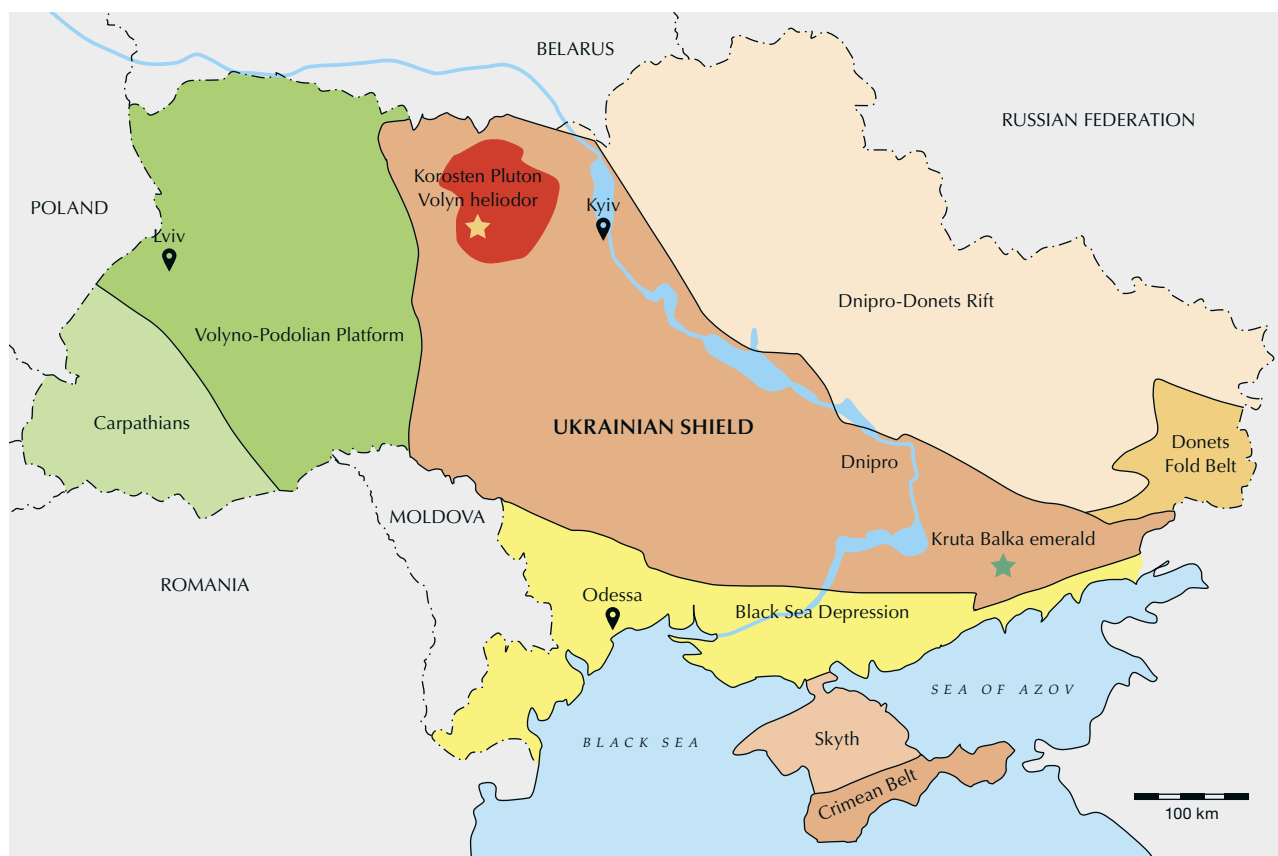 BELARUS
RUSSIAN FEDERATION
Korosten Pluton
Volyn heliodor
POLAND
Kyiv
Lviv
Dnipro-Donets Rift
Volyno-Podolian Platform
Carpathians
UKRAINIAN SHIELD
Donets
Fold Belt
Dnipro
MOLDOVA
Kruta Balka emerald
ROMANIA
Odessa
Black Sea Depression
SEA OF AZOV
BLACK SEA
Skyth
Crimean Belt
100 km